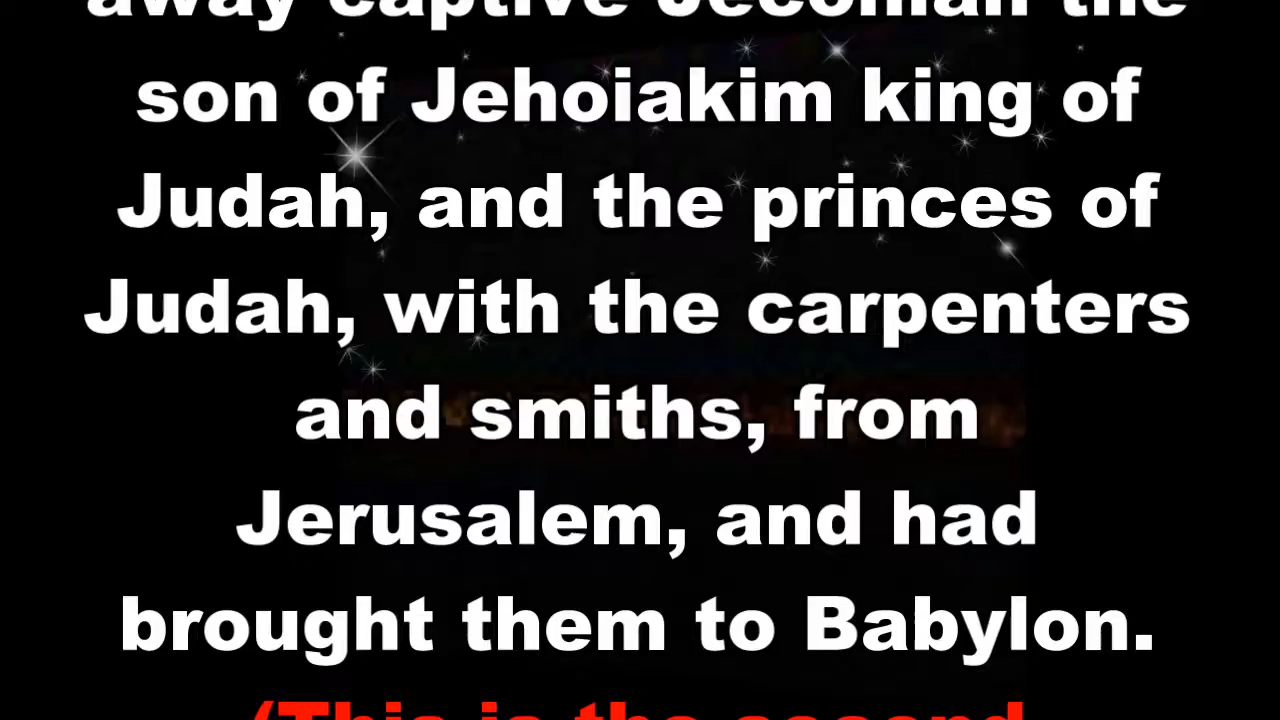 away captive Jeconiah the
son of Jehoiakim king of
Judah, and the princes of
Judah, with the carpenters
and smiths, from
Jerusalem, and had
brought them to Babylon.
(This is the second